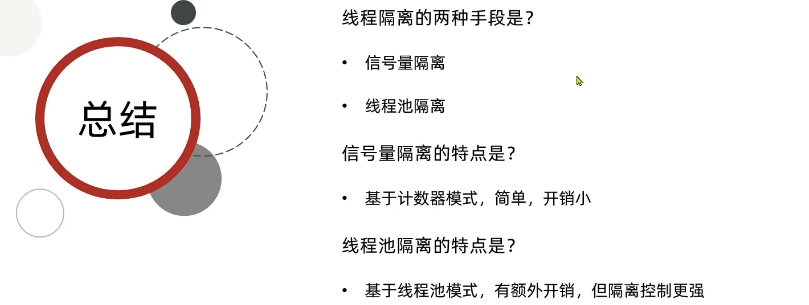 总结
线程隔离的两种手段是？
• 信号量隔离
• 线程池隔离
信号量隔离的特点是？
• 基于计数器模式，简单，开销小
线程池隔离的特点是？
• 基于线程池模式，有额外开销，但隔离控制更强